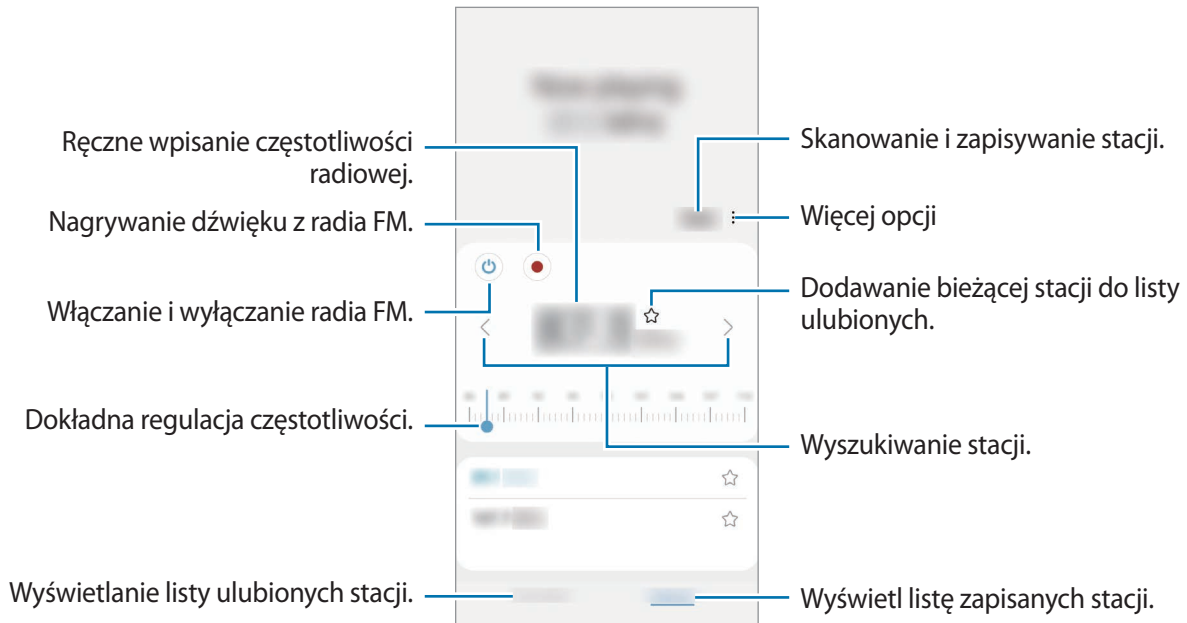 Ręczne wpisanie częstotliwości
radiowej.
Nagrywanie dźwięku z radia FM.
Włączanie i wyłączanie radia FM.
Dokładna regulacja częstotliwości.
Wyświetlanie listy ulubionych stacji.
Skanowanie i zapisywanie stacji.
Więcej opcji
Dodawanie bieżącej stacji do listy
ulubionych.
Wyszukiwanie stacji.
Wyświetl listę zapisanych stacji.